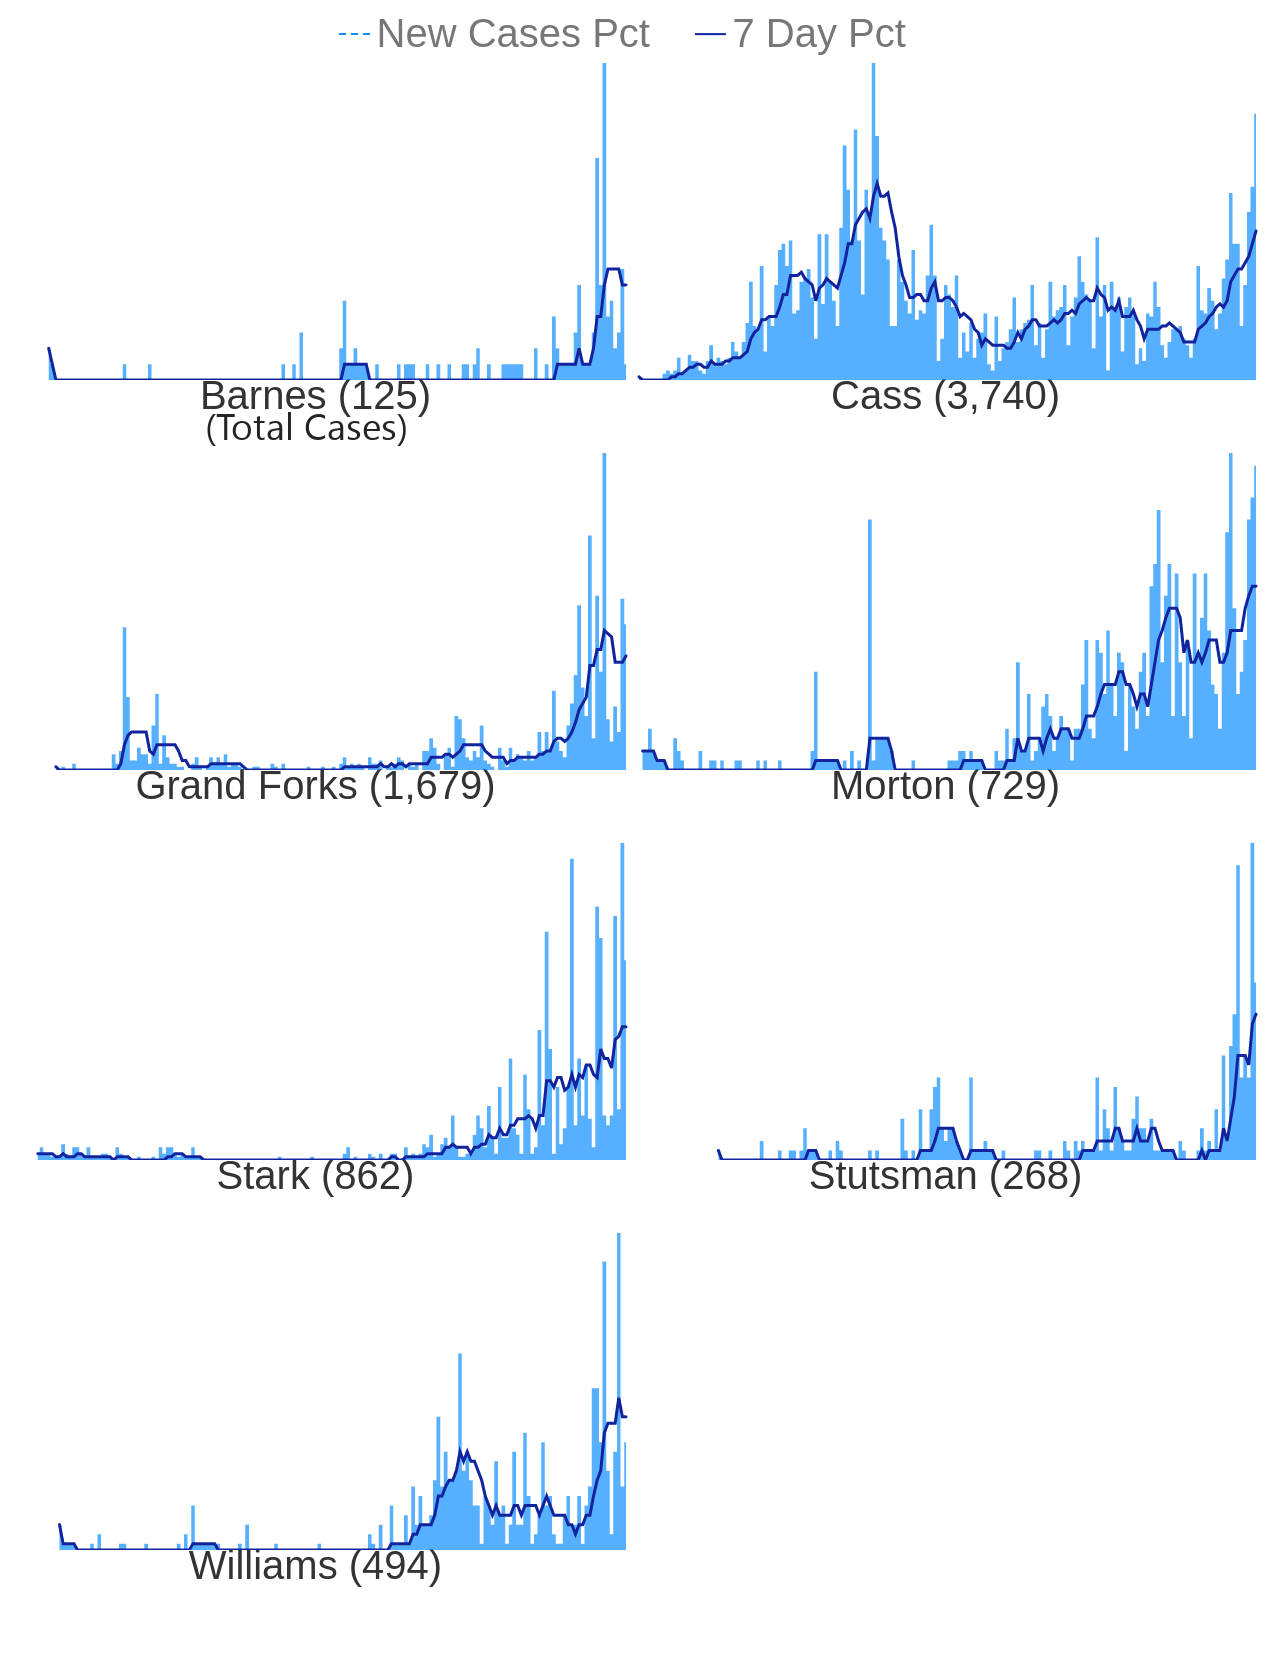 New Cases Pct 7 Day Pct
Barnes (125) Cass (3,740)
(Total Cases)
Grand Forks (1,679) Morton (729)
Stark (862) Stutsman (268)
Williams (494)